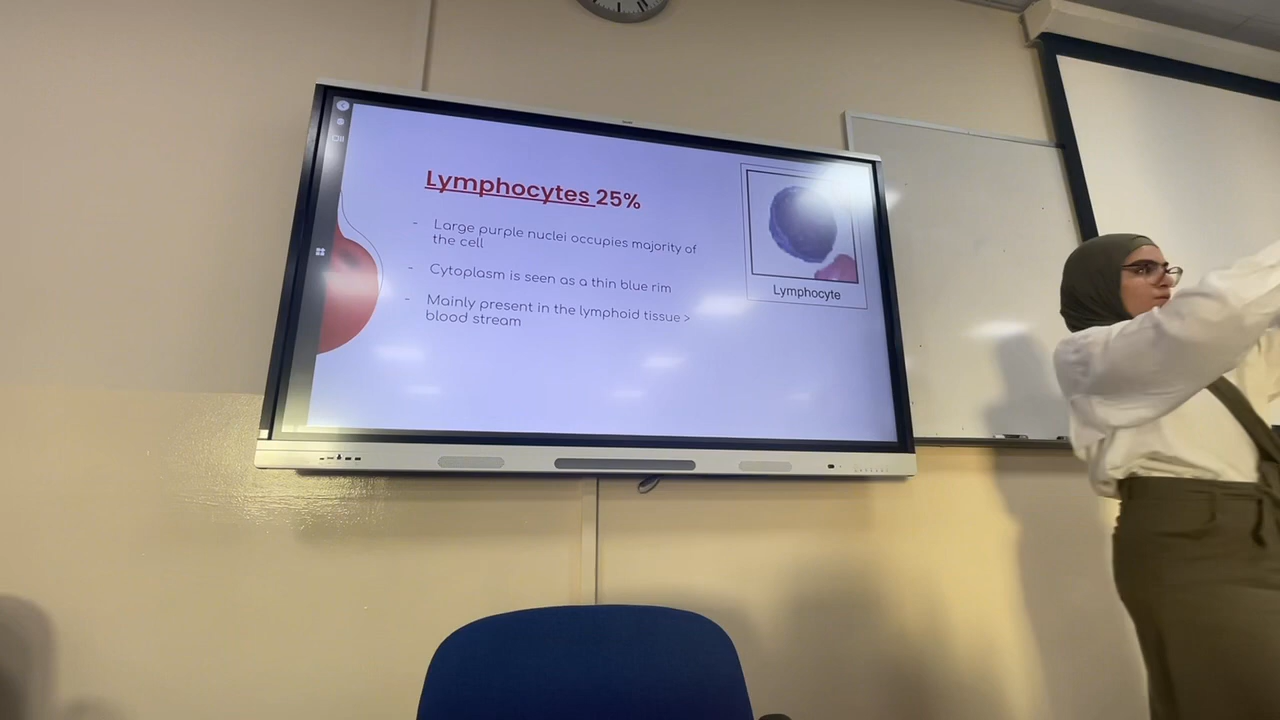 Lymphocytes 25%
- Large purple nuclei occupies majority of
the cell
- Cytoplasm is seen as a thin blue rim
- Mainly present in the lymphoid tissue >
blood stream
Lymphocyte